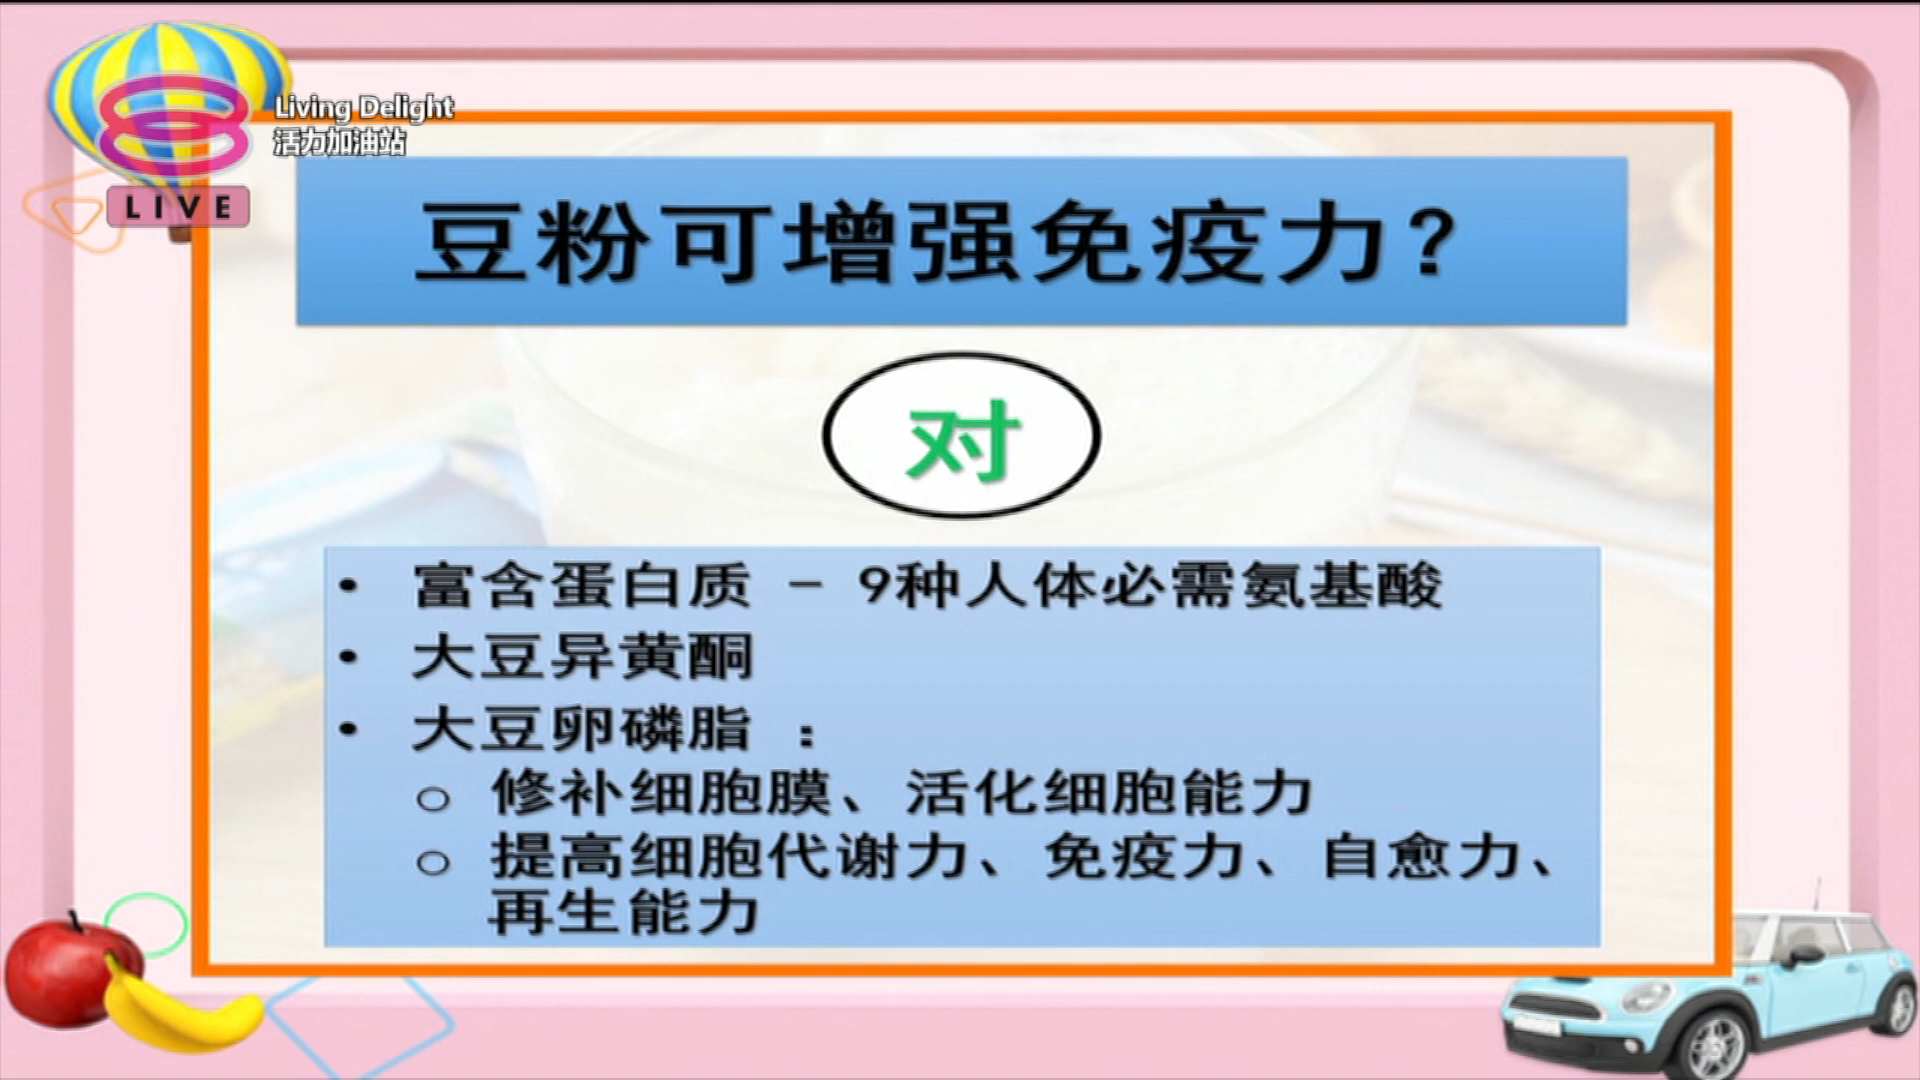 Living Delight
活力加油站
LIVE
豆粉可增强免疫力?
对
• 富含蛋白质 - 9种人体必需氨基酸
• 大豆异黄酮
• 大豆卵磷脂 :
o 修补细胞膜、活化细胞能力
o 提高细胞代谢力、免疫力、自愈力、
再生能力